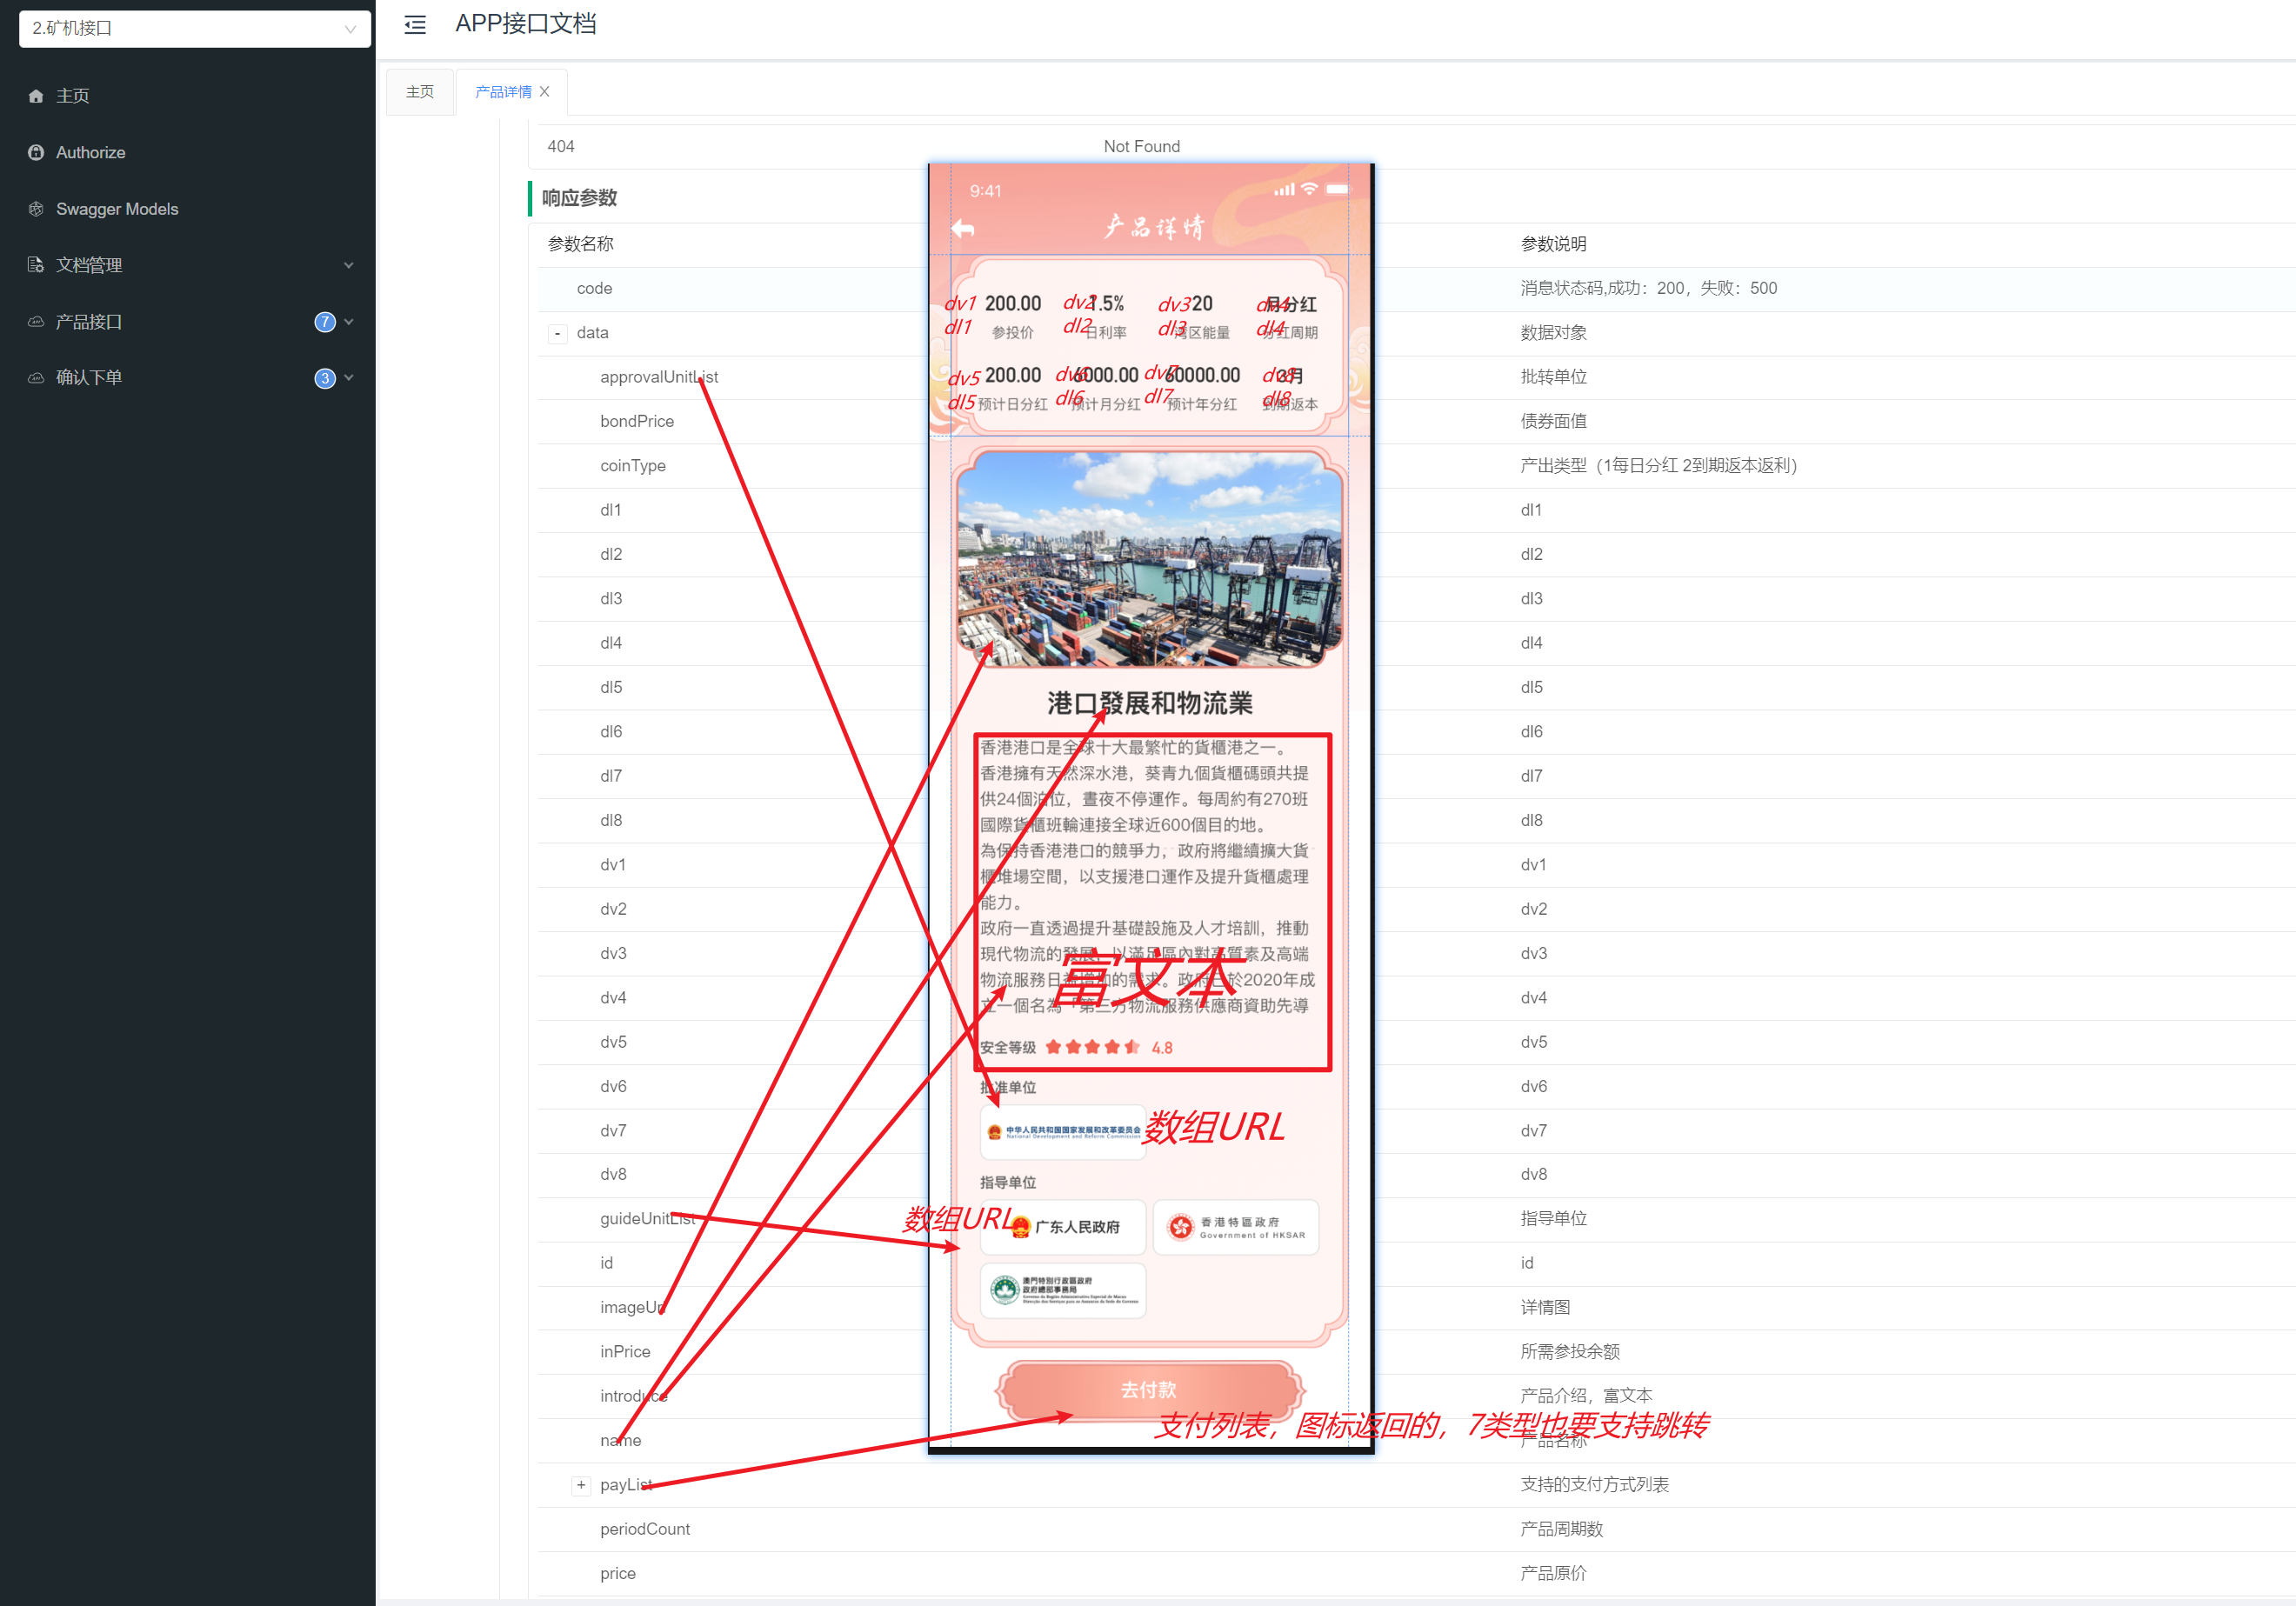 2.矿机接口
APP接口文档
主页
Authorize
Swagger Models
文档管理
产品接口
7
确认下单
3
主页
产品详情
404
Not Found
响应参数
参数名称
参数说明
code
消息状态码,成功：200，失败：500
-
data
数据对象
approvalUnitList
批转单位
bondPrice
债券面值
coinType
产出类型（1每日分红 2到期返本返利）
dl1
dl1
dl2
dl2
dl3
dl3
dl4
dl4
dl5
dl5
dl6
dl6
dl7
dl7
dl8
dl8
dv1
dv1
dv2
dv2
dv3
dv3
dv4
dv4
dv5
dv5
dv6
dv6
dv7
dv7
dv8
dv8
guideUnitList
指导单位
id
id
imageUrl
详情图
inPrice
所需参投余额
introduce
产品介绍，富文本
name
产品名称
+
payList
支持的支付方式列表
periodCount
产品周期数
price
产品原价
9:41
产品详情
dv1 200.00
dv2 1.5%
dv3 20
dv4 月分红
dl1 参投价
dl2 日利率
dl3 湾区能量
dl4 分红周期
dv5 200.00
dv6 6000.00
dv7 60000.00
dv8 3月
dl5 预计日分红
dl6 预计月分红
dl7 预计年分红
dl8 到期返本
港口發展和物流業
香港港口是全球十大最繁忙的貨櫃港之一。
香港擁有天然深水港，葵青九個貨櫃碼頭共提
供24個泊位，晝夜不停運作。每周約有270班
國際貨櫃班輪連接全球近600個目的地。
為保持香港港口的競爭力，政府將繼續擴大貨
櫃堆場空間，以支援港口運作及提升貨櫃處理
能力。
政府一直透過提升基礎設施及人才培訓，推動
現代物流的發展，以滿足區內對高質素及高端
物流服務日益增加的需求。政府已於2020年成
立一個名為「第三方物流服務供應商資助先導
富文本
安全等级
4.8
批准单位
中华人民共和国国家发展和改革委员会
National Development and Reform Commission
数组URL
指导单位
数组URL
广东人民政府
香港特區政府
Government of HKSAR
澳門特別行政區政府
政府總部事務局
去付款
支付列表，图标返回的，7类型也要支持跳转